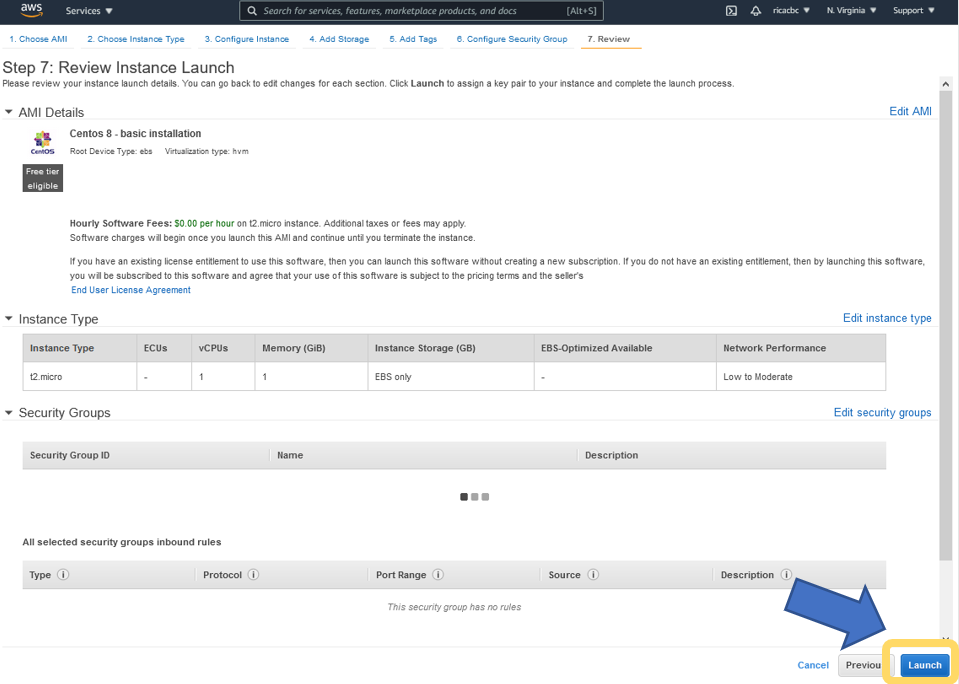 aws Services Search for services, features, marketplace products, and docs [Alt+S] ricacbc N. Virginia Support
1. Choose AMI 2. Choose Instance Type 3. Configure Instance 4. Add Storage 5. Add Tags 6. Configure Security Group 7. Review
Step 7: Review Instance Launch
Please review your instance launch details. You can go back to edit changes for each section. Click Launch to assign a key pair to your instance and complete the launch process.
AMI Details Edit AMI
Centos 8 - basic installation
CentOS Root Device Type: ebs Virtualization type: hvm
Free tier
eligible
Hourly Software Fees: $0.00 per hour on t2.micro instance. Additional taxes or fees may apply.
Software charges will begin once you launch this AMI and continue until you terminate the instance.
If you have an existing license entitlement to use this software, then you can launch this software without creating a new subscription. If you do not have an existing entitlement, then by launching this software,
you will be subscribed to this software and agree that your use of this software is subject to the pricing terms and the seller's
End User License Agreement
Instance Type Edit instance type
Instance Type ECUs vCPUs Memory (GiB) Instance Storage (GB) EBS-Optimized Available Network Performance
t2.micro - 1 1 EBS only - Low to Moderate
Security Groups Edit security groups
Security Group ID Name Description
All selected security groups inbound rules
Type i Protocol i Port Range i Source i Description i
This security group has no rules
Cancel Previou Launch